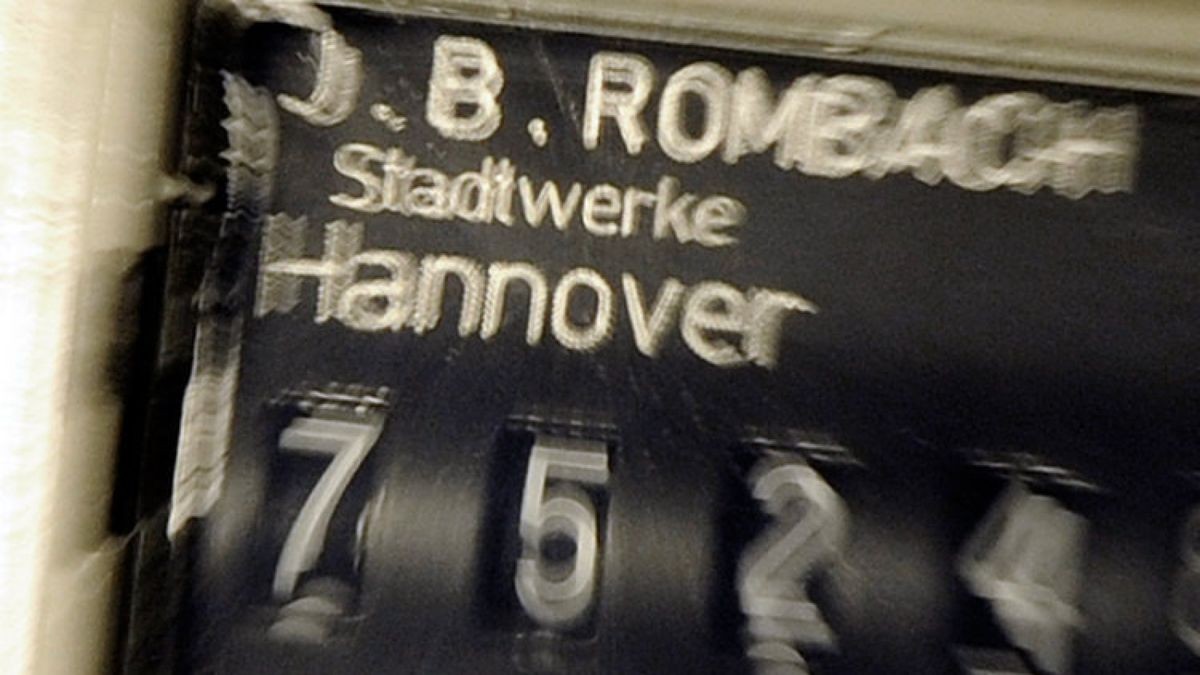 J. B. ROMBACH
Stadtwerke
Hannover
7 5 2 4